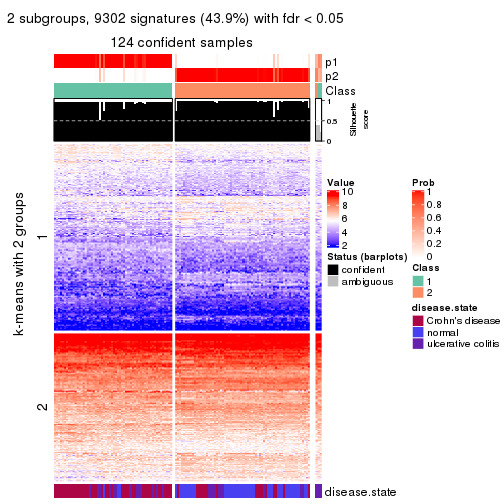 2 subgroups, 9302 signatures (43.9%) with fdr < 0.05
124 confident samples
p1
p2
Class
1
0.5
0
Silhouette
score
k-means with 2 groups
1
2
disease.state
Value
10
8
6
4
2
Status (barplots)
confident
ambiguous
Prob
1
0.8
0.6
0.4
0.2
0
Class
1
2
disease.state
Crohn's disease
normal
ulcerative colitis